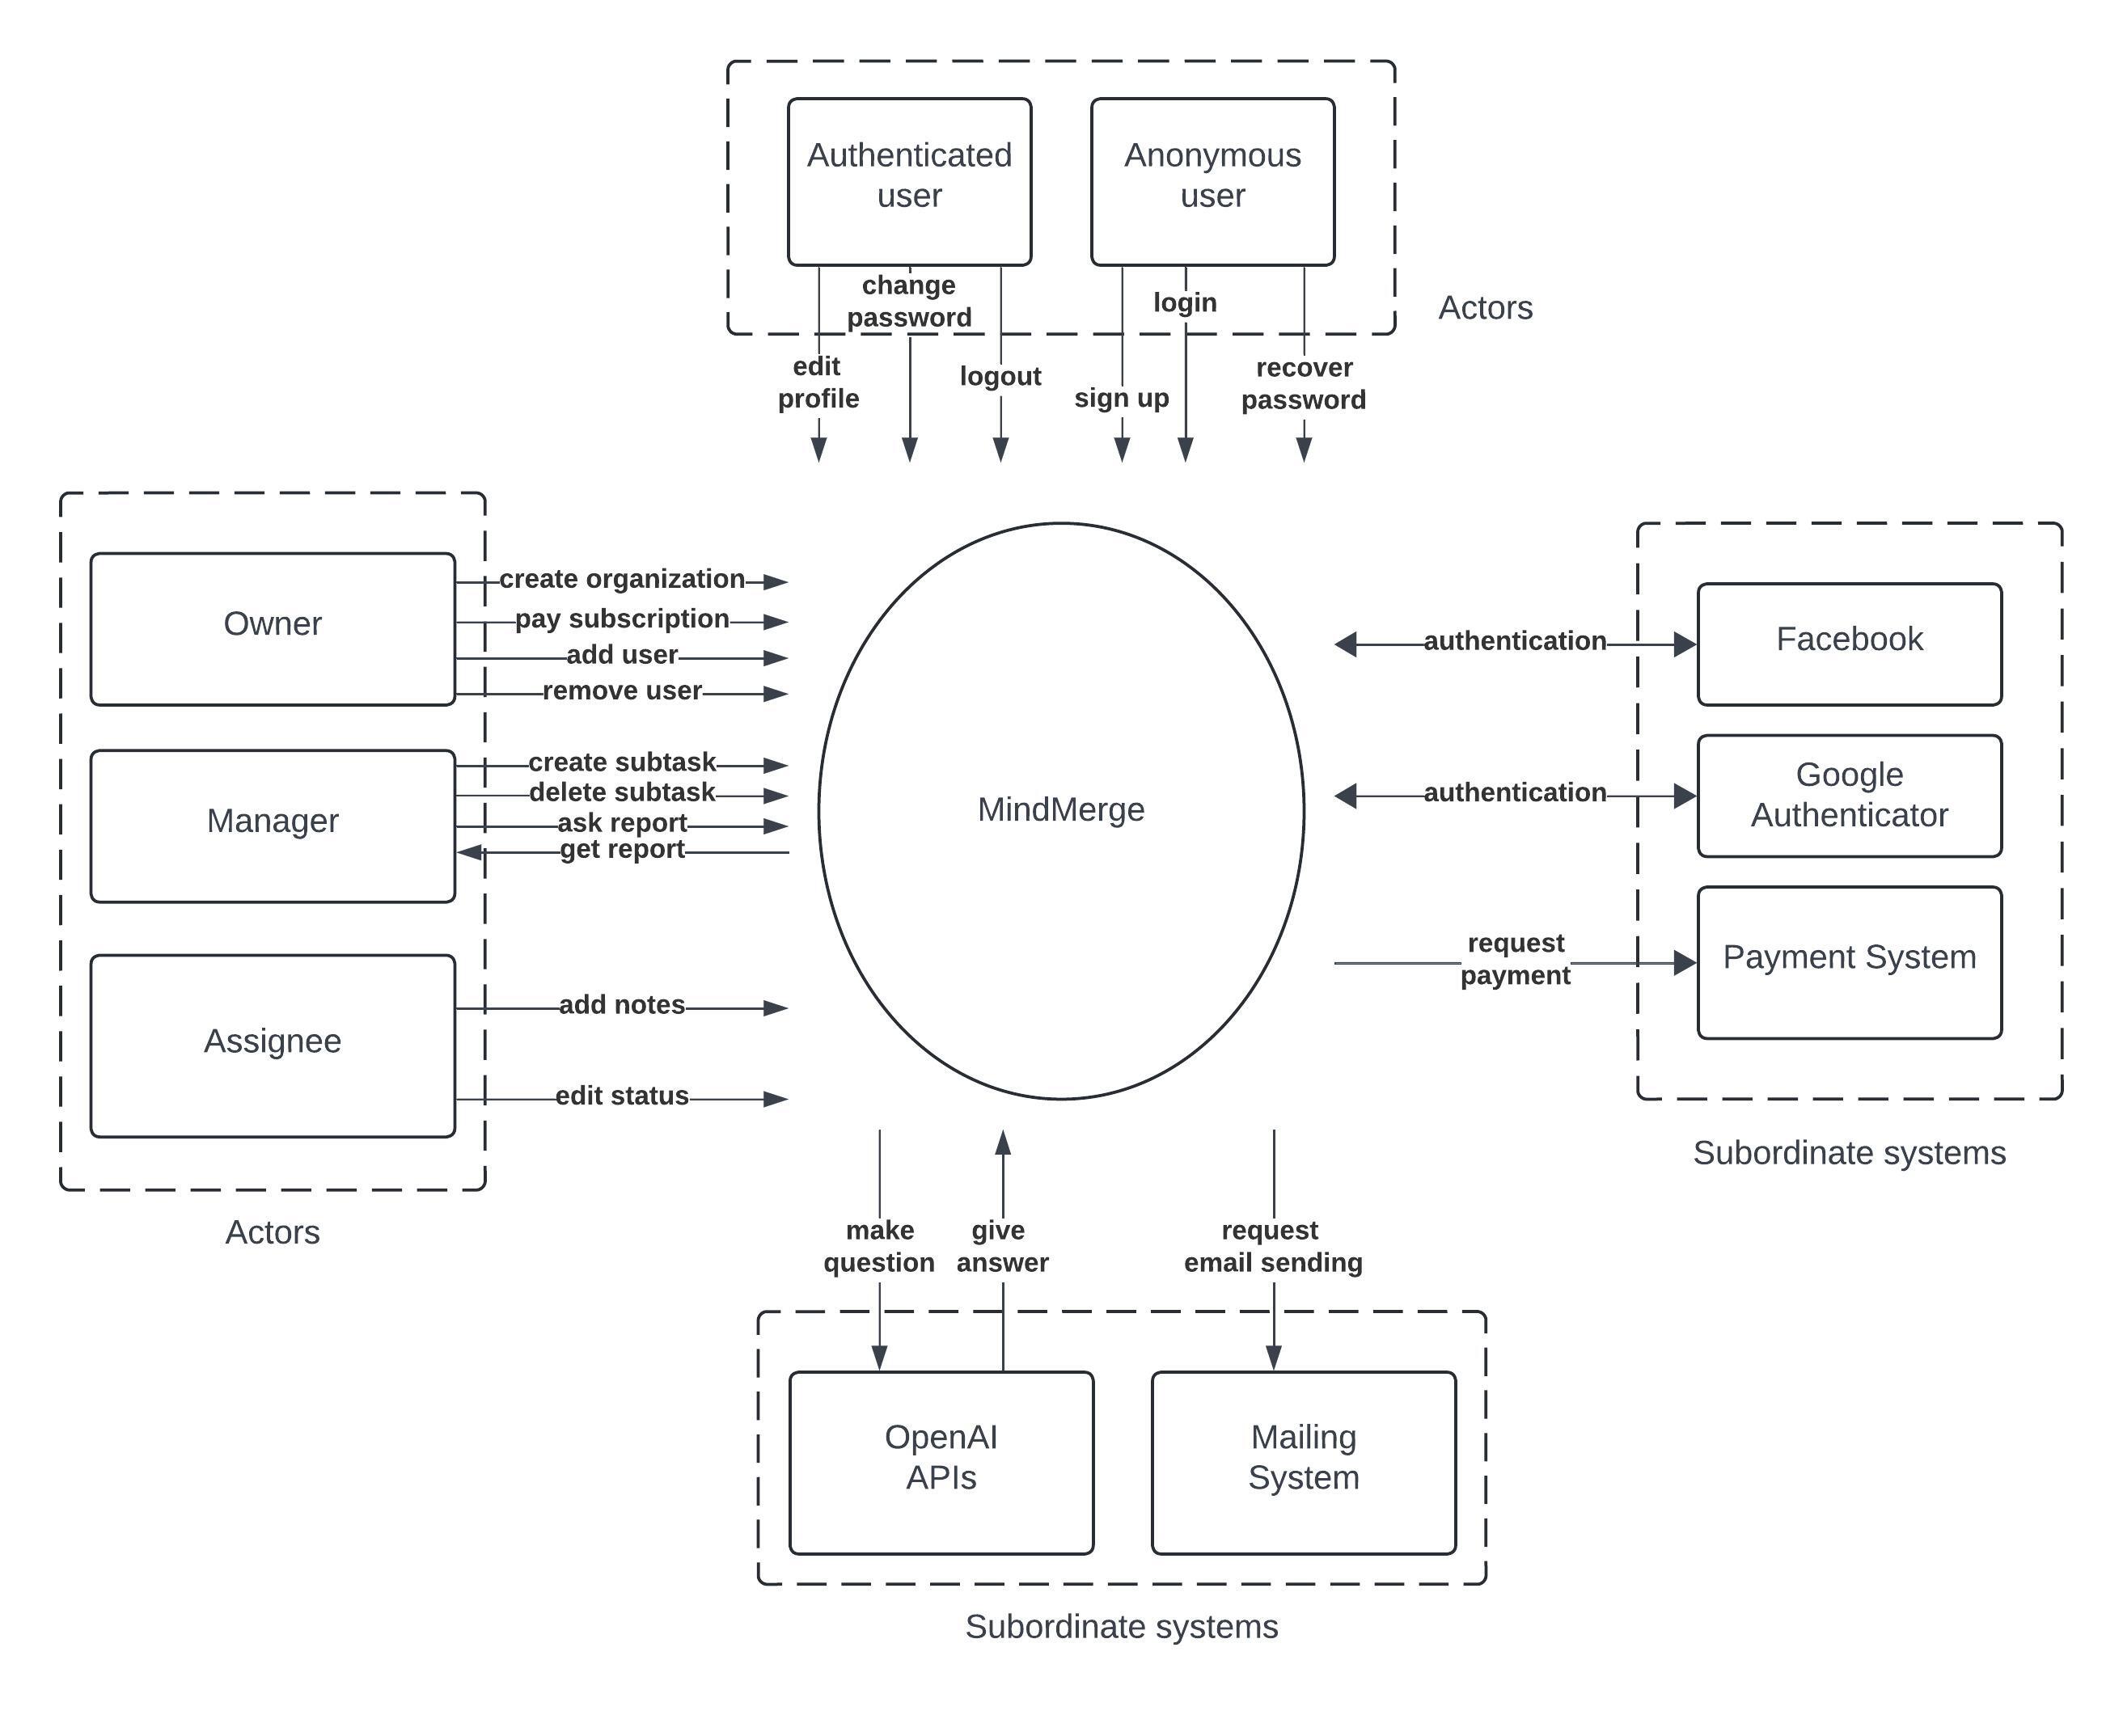 Authenticated
user
Anonymous
user
change
password
login
Actors
edit
profile
logout
sign up
recover
password
Owner
create organization
pay subscription
add user
remove user
Manager
create subtask
delete subtask
ask report
get report
Assignee
add notes
edit status
Actors
MindMerge
authentication
Facebook
authentication
Google
Authenticator
request
payment
Payment System
Subordinate systems
make
question
give
answer
request
email sending
OpenAI
APIs
Mailing
System
Subordinate systems